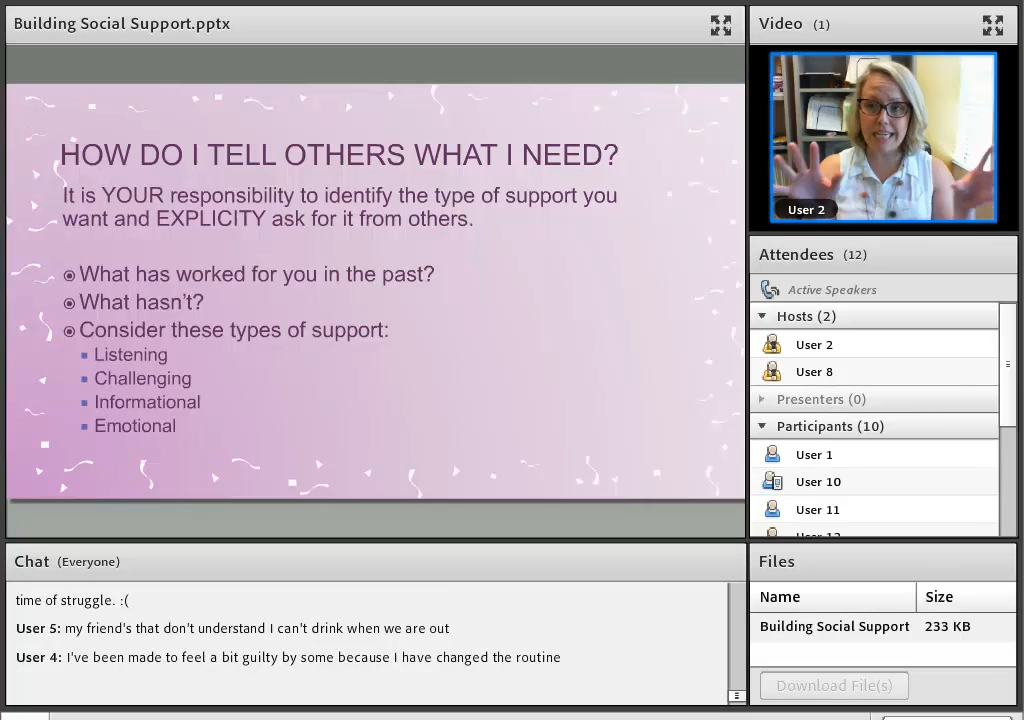 Building Social Support.pptx
HOW DO I TELL OTHERS WHAT I NEED?
It is YOUR responsibility to identify the type of support you
want and EXPLICITY ask for it from others.
What has worked for you in the past?
What hasn't?
Consider these types of support:
Listening
Challenging
Informational
Emotional
Video (1)
User 2
Attendees (12)
Active Speakers
Hosts (2)
User 2
User 8
Presenters (0)
Participants (10)
User 1
User 10
User 11
Chat (Everyone)
time of struggle. :(
User 5: my friend's that don't understand I can't drink when we are out
User 4: I've been made to feel a bit guilty by some because I have changed the routine
Files
Name Size
Building Social Support 233 KB
Download File(s)